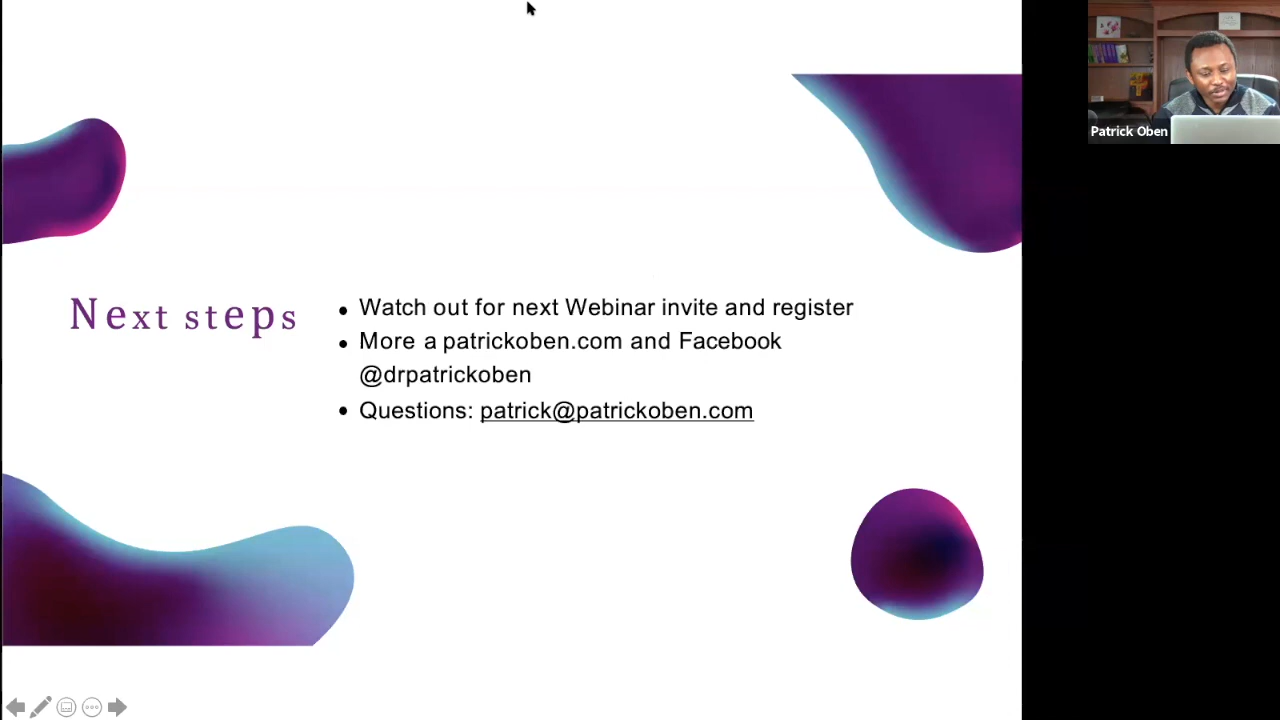 Patrick Oben
Next steps
Watch out for next Webinar invite and register
More a patrickoben.com and Facebook
@drpatrickoben
Questions: patrick@patrickoben.com